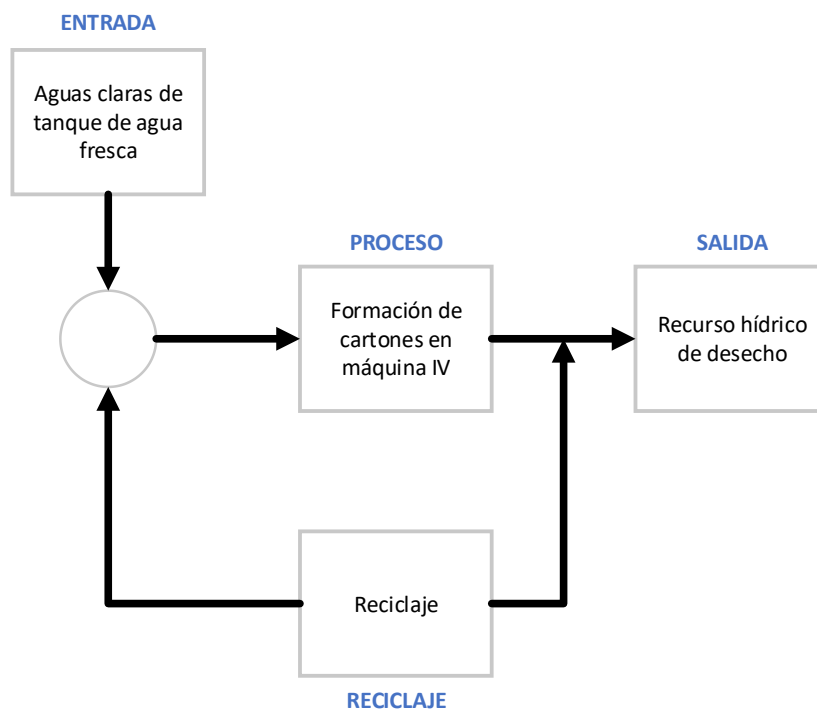 ENTRADA
Aguas claras de
tanque de agua
fresca
PROCESO
SALIDA
Formación de
cartones en
máquina IV
Recurso hídrico
de desecho
Reciclaje
RECICLAJE